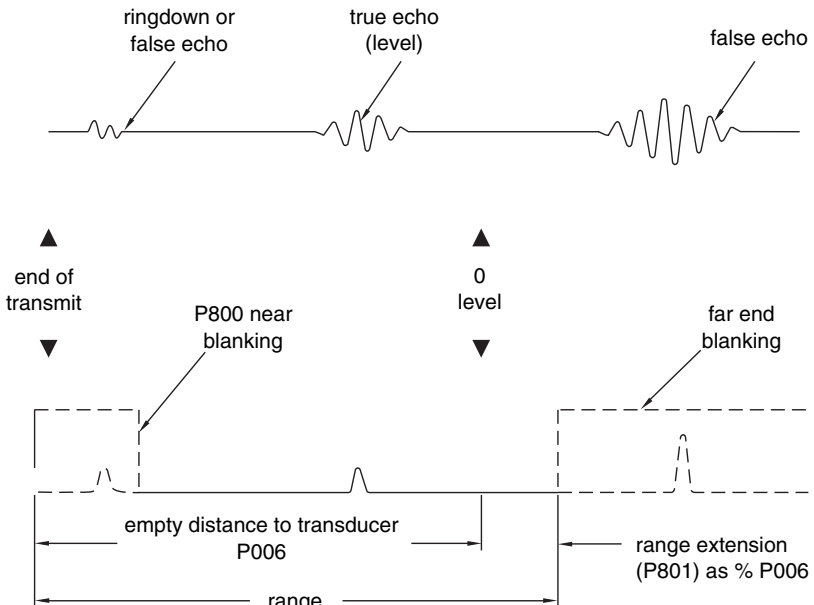 ringdown or
false echo
true echo
(level)
false echo
end of
transmit
0
level
P800 near
blanking
far end
blanking
empty distance to transducer
P006
range extension
(P801) as % P006
range